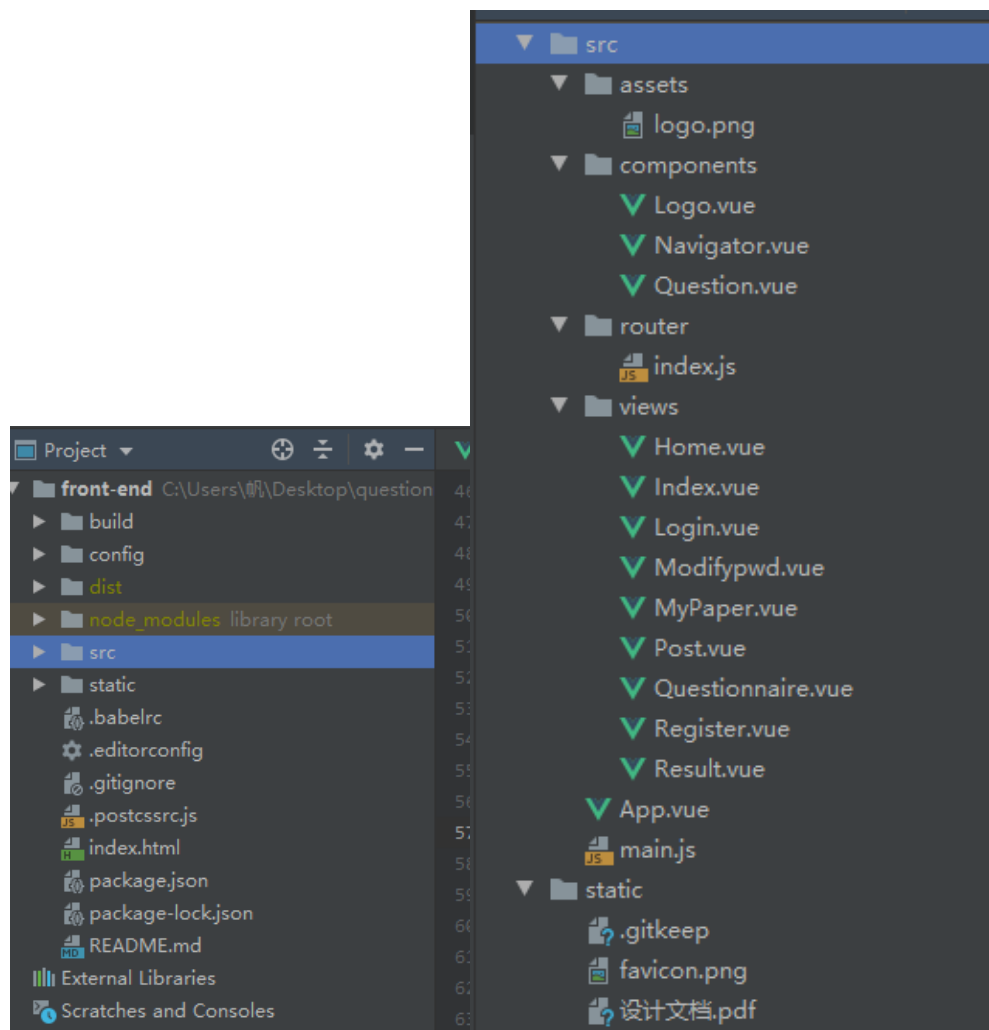 Project
front-end C:\Users\帆\Desktop\question
build
config
dist
node_modules library root
src
static
.babelrc
.editorconfig
.gitignore
.postcssrc.js
index.html
package.json
package-lock.json
README.md
External Libraries
Scratches and Consoles
src
assets
logo.png
components
Logo.vue
Navigator.vue
Question.vue
router
index.js
views
Home.vue
Index.vue
Login.vue
Modifypwd.vue
MyPaper.vue
Post.vue
Questionnaire.vue
Register.vue
Result.vue
App.vue
main.js
static
.gitkeep
favicon.png
设计文档.pdf